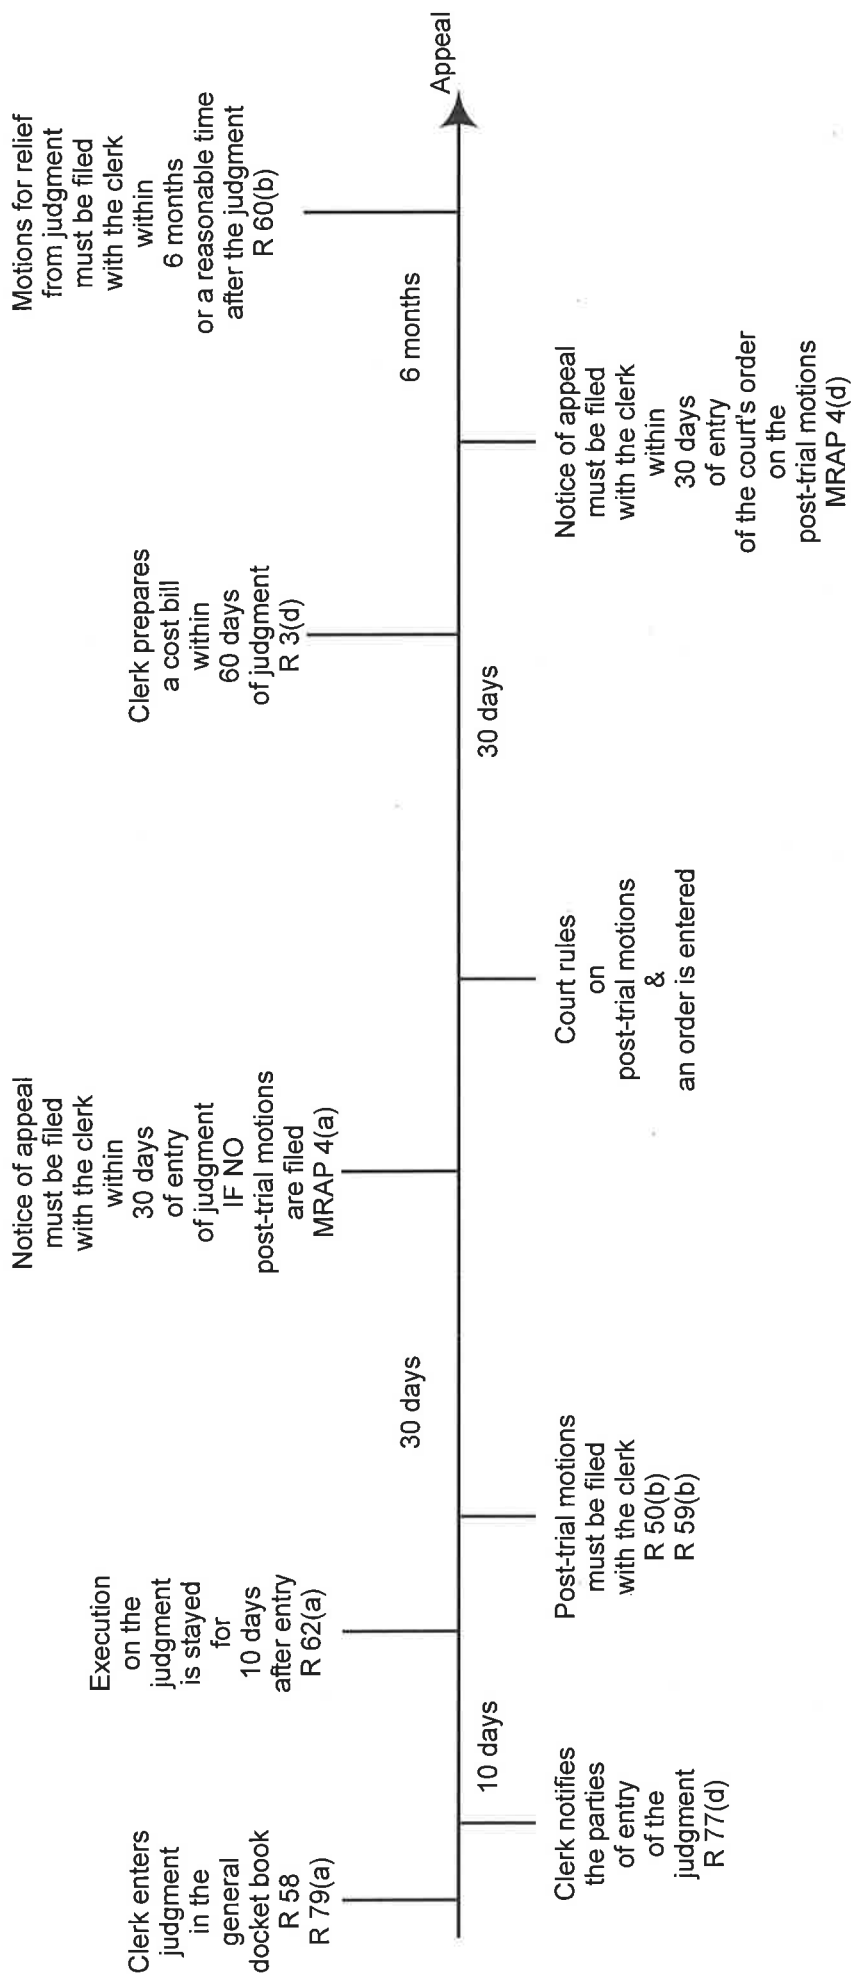 Clerk enters
judgment
in the
general
docket book
R 58
R 79(a)
Clerk notifies
the parties
of entry
of the
judgment
R 77(d)
10 days
Execution
on the
judgment
is stayed
for
10 days
after entry
R 62(a)
Post-trial motions
must be filed
with the clerk
R 50(b)
R 59(b)
30 days
Notice of appeal
must be filed
with the clerk
within
30 days
of entry
of judgment
IF NO
post-trial motions
are filed
MRAP 4(a)
Court rules
on
post-trial motions
&
an order is entered
30 days
Clerk prepares
a cost bill
within
60 days
of judgment
R 3(d)
Notice of appeal
must be filed
with the clerk
within
30 days
of entry
of the court's order
on the
post-trial motions
MRAP 4(d)
6 months
Motions for relief
from judgment
must be filed
with the clerk
within
6 months
or a reasonable time
after the judgment
R 60(b)
Appeal